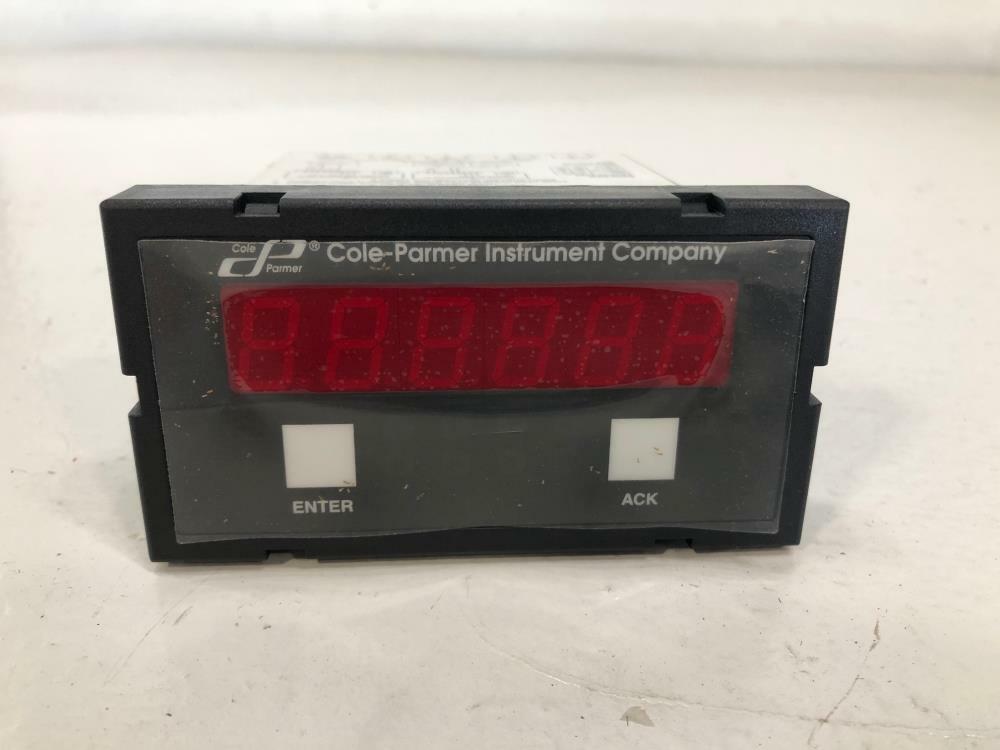 Cole
Parmer
® Cole-Parmer Instrument Company
ENTER
ACK